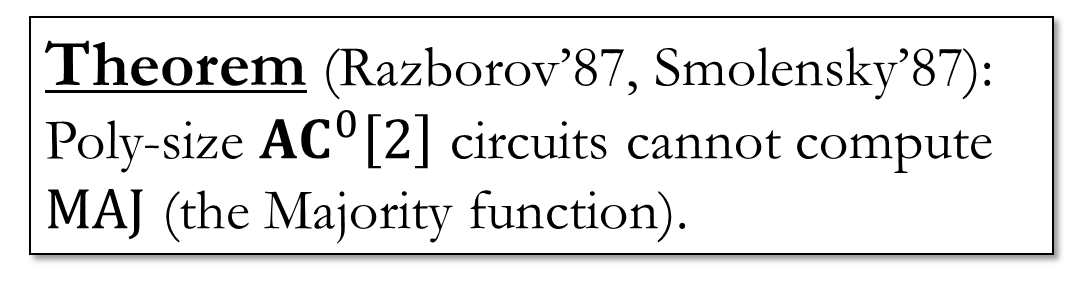 Theorem (Razborov’87, Smolensky’87):
Poly-size AC⁰[2] circuits cannot compute
MAJ (the Majority function).